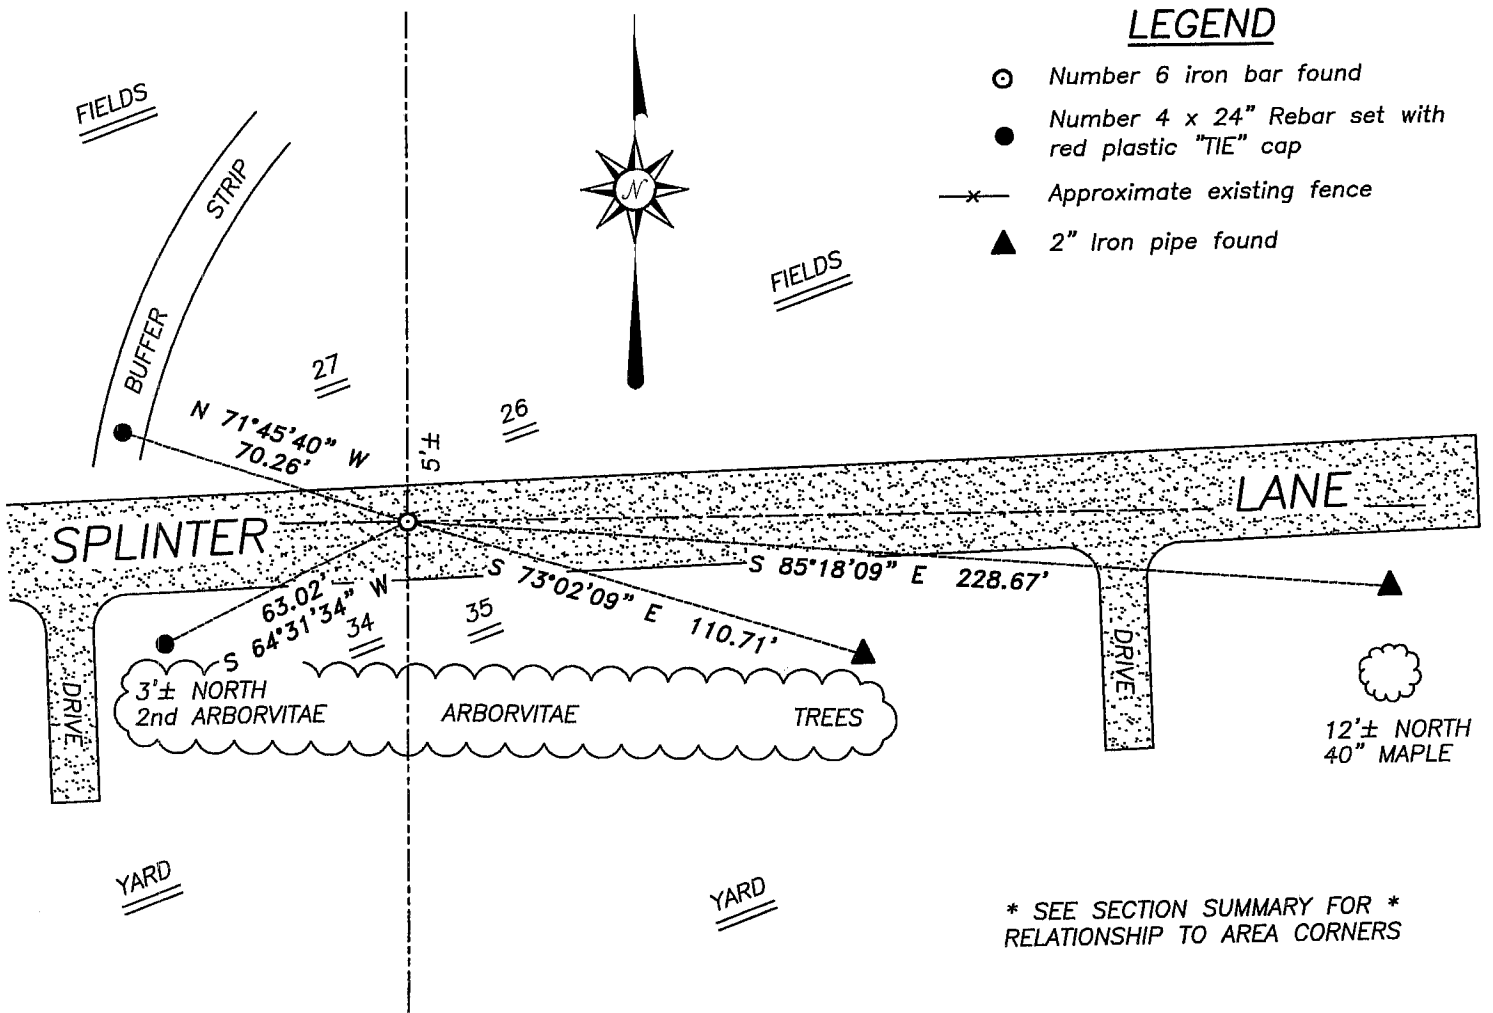 LEGEND
Number 6 iron bar found
Number 4 x 24" Rebar set with
red plastic "TIE" cap
Approximate existing fence
2" Iron pipe found
FIELDS
STRIP
BUFFER
N
FIELDS
27
26
N 71°45'40" W
70.26'
5'±
SPLINTER
LANE
S 85°18'09" E 228.67'
S 73°02'09" E 110.71'
63.02'
S 64°31'34" W
34
35
DRIVE
DRIVE
3'± NORTH
2nd ARBORVITAE
ARBORVITAE
TREES
12'± NORTH
40" MAPLE
YARD
YARD
* SEE SECTION SUMMARY FOR *
RELATIONSHIP TO AREA CORNERS